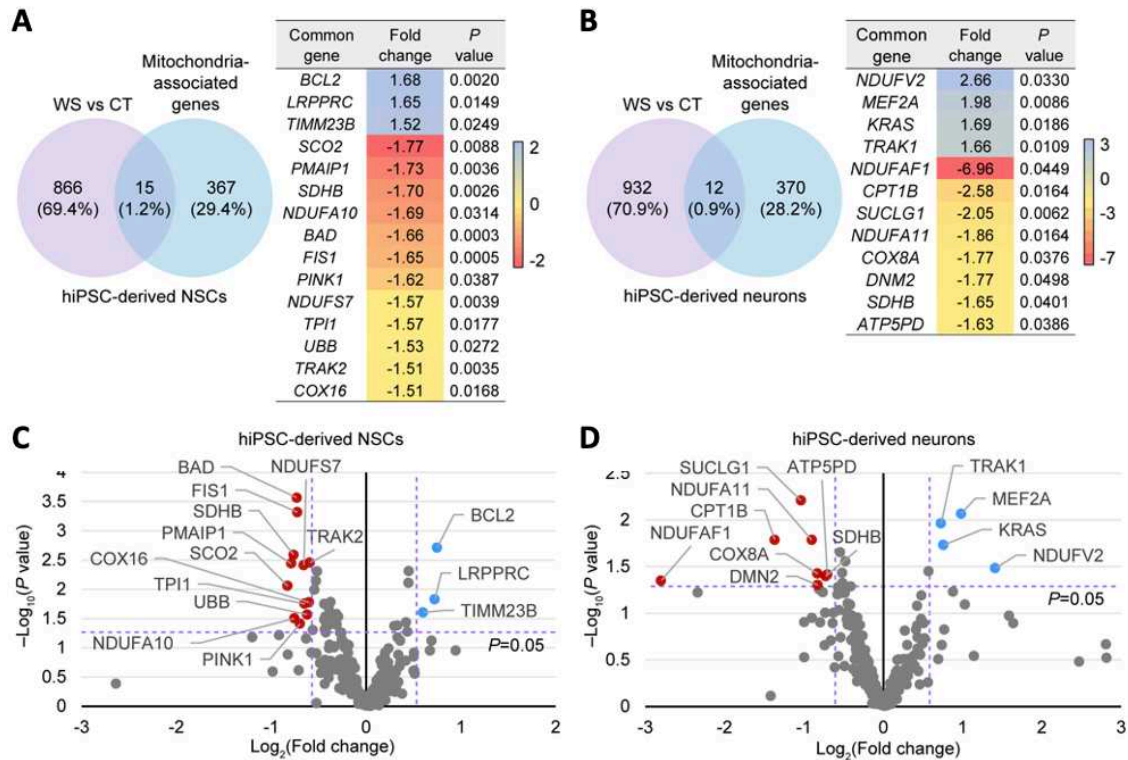 A
WS vs CT
Mitochondria-
associated
genes
866
(69.4%)
15
(1.2%)
367
(29.4%)
hiPSC-derived NSCs
Common gene Fold change P value
BCL2 1.68 0.0020
LRPPRC 1.65 0.0149
TIMM23B 1.52 0.0249
SCO2 -1.77 0.0088
PMAIP1 -1.73 0.0036
SDHB -1.70 0.0026
NDUFA10 -1.69 0.0314
BAD -1.66 0.0003
FIS1 -1.65 0.0005
PINK1 -1.62 0.0387
NDUFS7 -1.57 0.0039
TPI1 -1.57 0.0177
UBB -1.53 0.0272
TRAK2 -1.51 0.0035
COX16 -1.51 0.0168
2
0
-2
B
WS vs CT
Mitochondria-
associated
genes
932
(70.9%)
12
(0.9%)
370
(28.2%)
hiPSC-derived neurons
Common gene Fold change P value
NDUFV2 2.66 0.0330
MEF2A 1.98 0.0086
KRAS 1.69 0.0186
TRAK1 1.66 0.0109
NDUFAF1 -6.96 0.0449
CPT1B -2.58 0.0164
SUCLG1 -2.05 0.0062
NDUFA11 -1.86 0.0164
COX8A -1.77 0.0376
DNM2 -1.77 0.0498
SDHB -1.65 0.0401
ATP5PD -1.63 0.0386
3
0
-3
-7
C
hiPSC-derived NSCs
–Log10(P value)
4
3.5
3
2.5
2
1.5
1
0.5
0
BAD
NDUFS7
FIS1
SDHB
PMAIP1
TRAK2
SCO2
COX16
TPI1
UBB
NDUFA10
PINK1
BCL2
LRPPRC
TIMM23B
P=0.05
-3 -2 -1 0 1 2
Log2(Fold change)
D
hiPSC-derived neurons
–Log10(P value)
2.5
2
1.5
1
0.5
0
SUCLG1
ATP5PD
NDUFA11
CPT1B
NDUFAF1
SDHB
COX8A
DMN2
TRAK1
MEF2A
KRAS
NDUFV2
P=0.05
-3 -2 -1 0 1 2 3
Log2(Fold change)